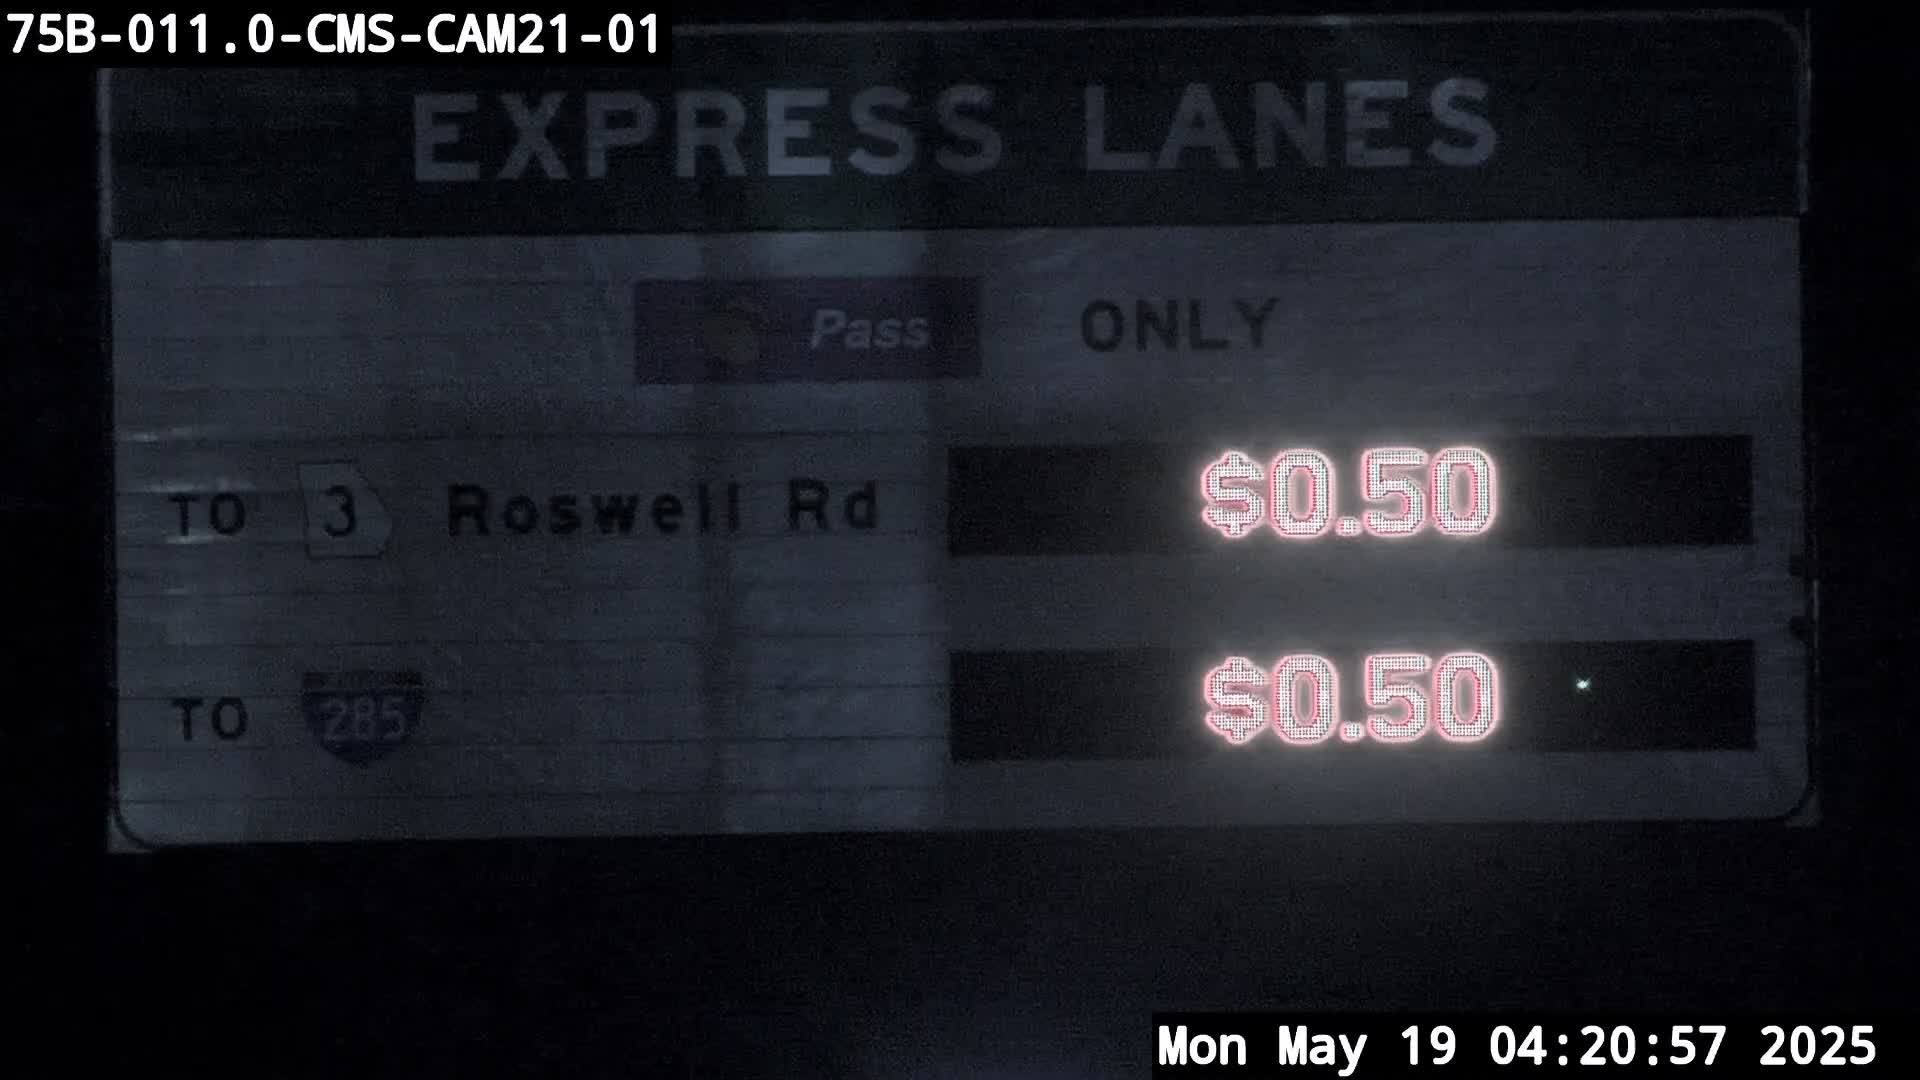 75B-011.0-CMS-CAM21-01
EXPRESS LANES
Pass ONLY
TO 3 Roswell Rd $0.50
TO 285 $0.50
Mon May 19 04:20:57 2025